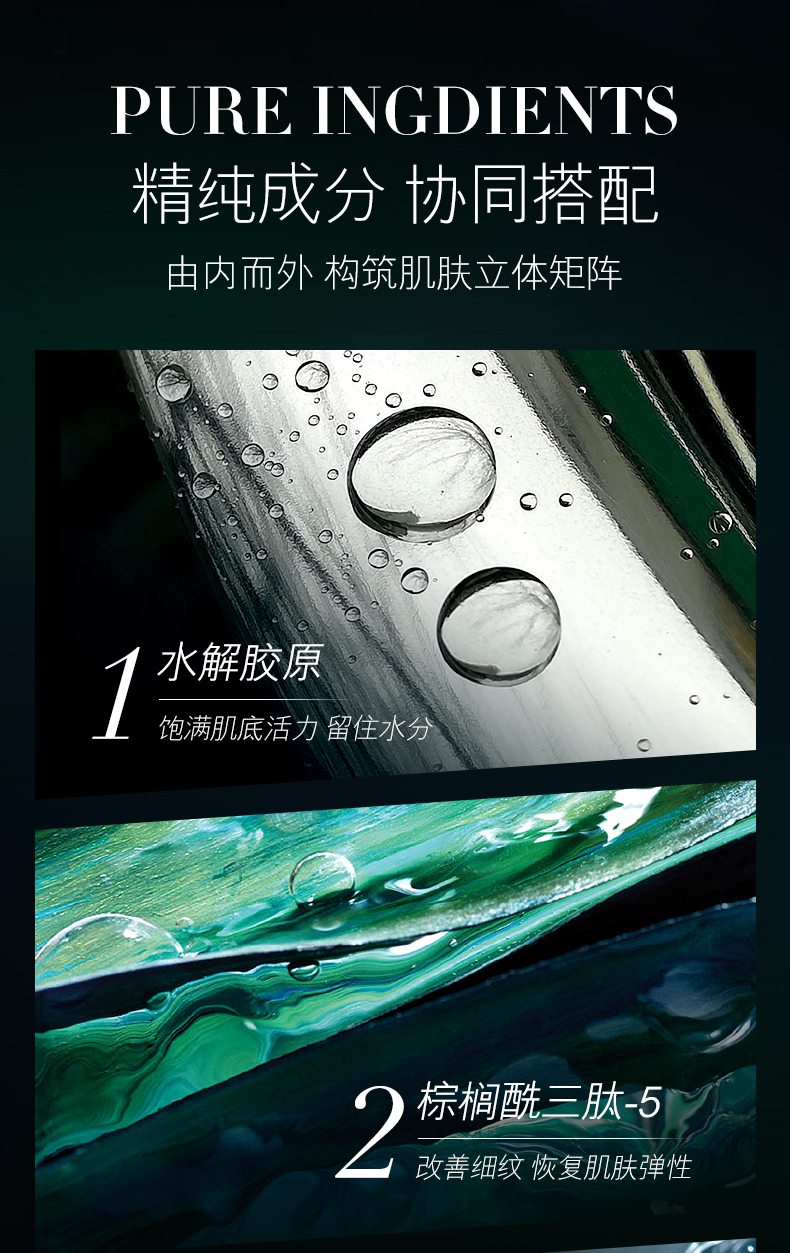 PURE INGDIENTS
精纯成分 协同搭配
由内而外 构筑肌肤立体矩阵
1
水解胶原
饱满肌底活力 留住水分
2
棕榈酰三肽-5
改善细纹 恢复肌肤弹性